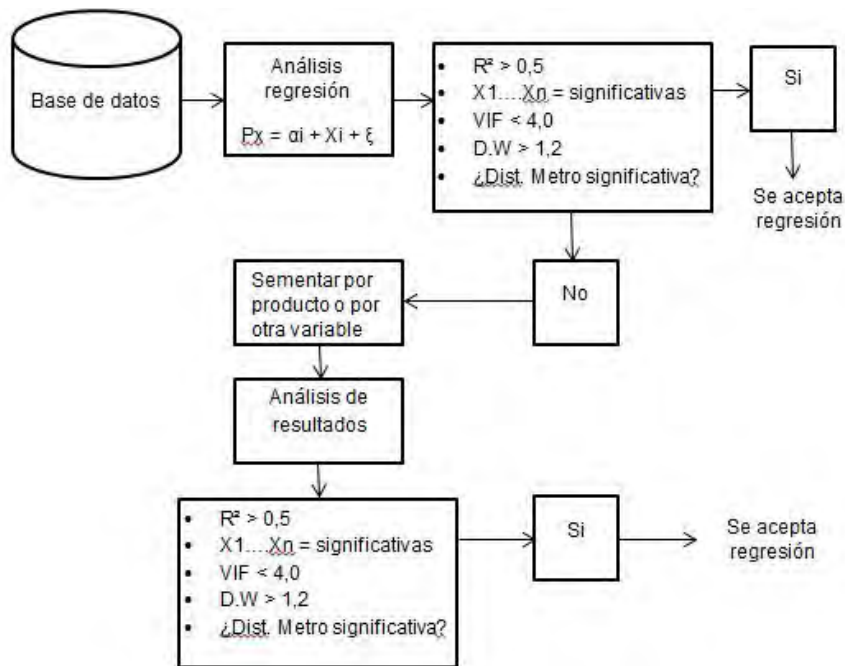 Base de datos
Análisis
regresión
Px = αi + Xi + ξ
• R² > 0,5
• X1....Xn = significativas
• VIF < 4,0
• D.W > 1,2
• ¿Dist. Metro significativa?
Si
Se acepta
regresión
No
Sementar por
producto o por
otra variable
Análisis de
resultados
• R² > 0,5
• X1....Xn = significativas
• VIF < 4,0
• D.W > 1,2
• ¿Dist. Metro significativa?
Si
Se acepta
regresión